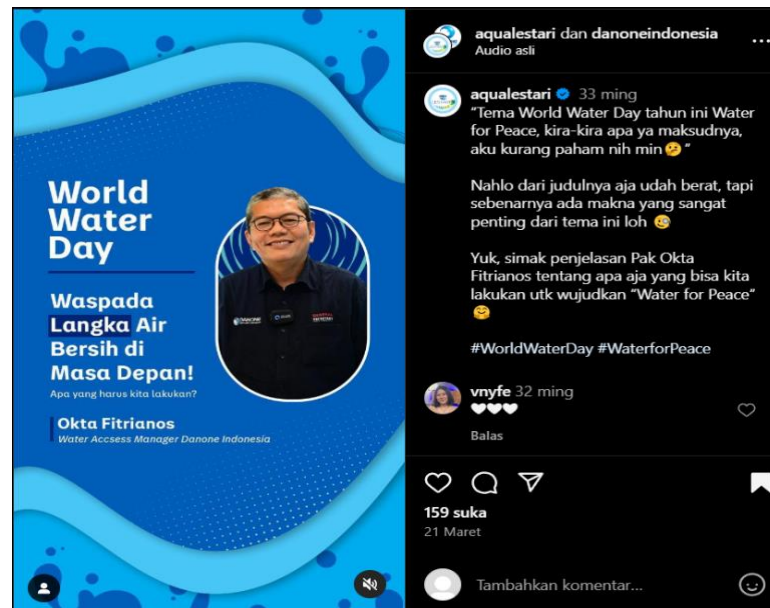 World
Water
Day
Waspada
Langka Air
Bersih di
Masa Depan!
Apa yang harus kita lakukan?
Okta Fitrianos
Water Accsess Manager Danone Indonesia
DANONE
aqualestari dan danoneindonesia
Audio asli
aqualestari 33 ming
“Tema World Water Day tahun ini Water
for Peace, kira-kira apa ya maksudnya,
aku kurang paham nih min🤔“
Nahlo dari judulnya aja udah berat, tapi
sebenarnya ada makna yang sangat
penting dari tema ini loh 🧐
Yuk, simak penjelasan Pak Okta
Fitrianos tentang apa aja yang bisa kita
lakukan utk wujudkan “Water for Peace”
🤗
#WorldWaterDay #WaterforPeace
vnyfe 32 ming
🤍🤍🤍
Balas
159 suka
21 Maret
Tambahkan komentar...